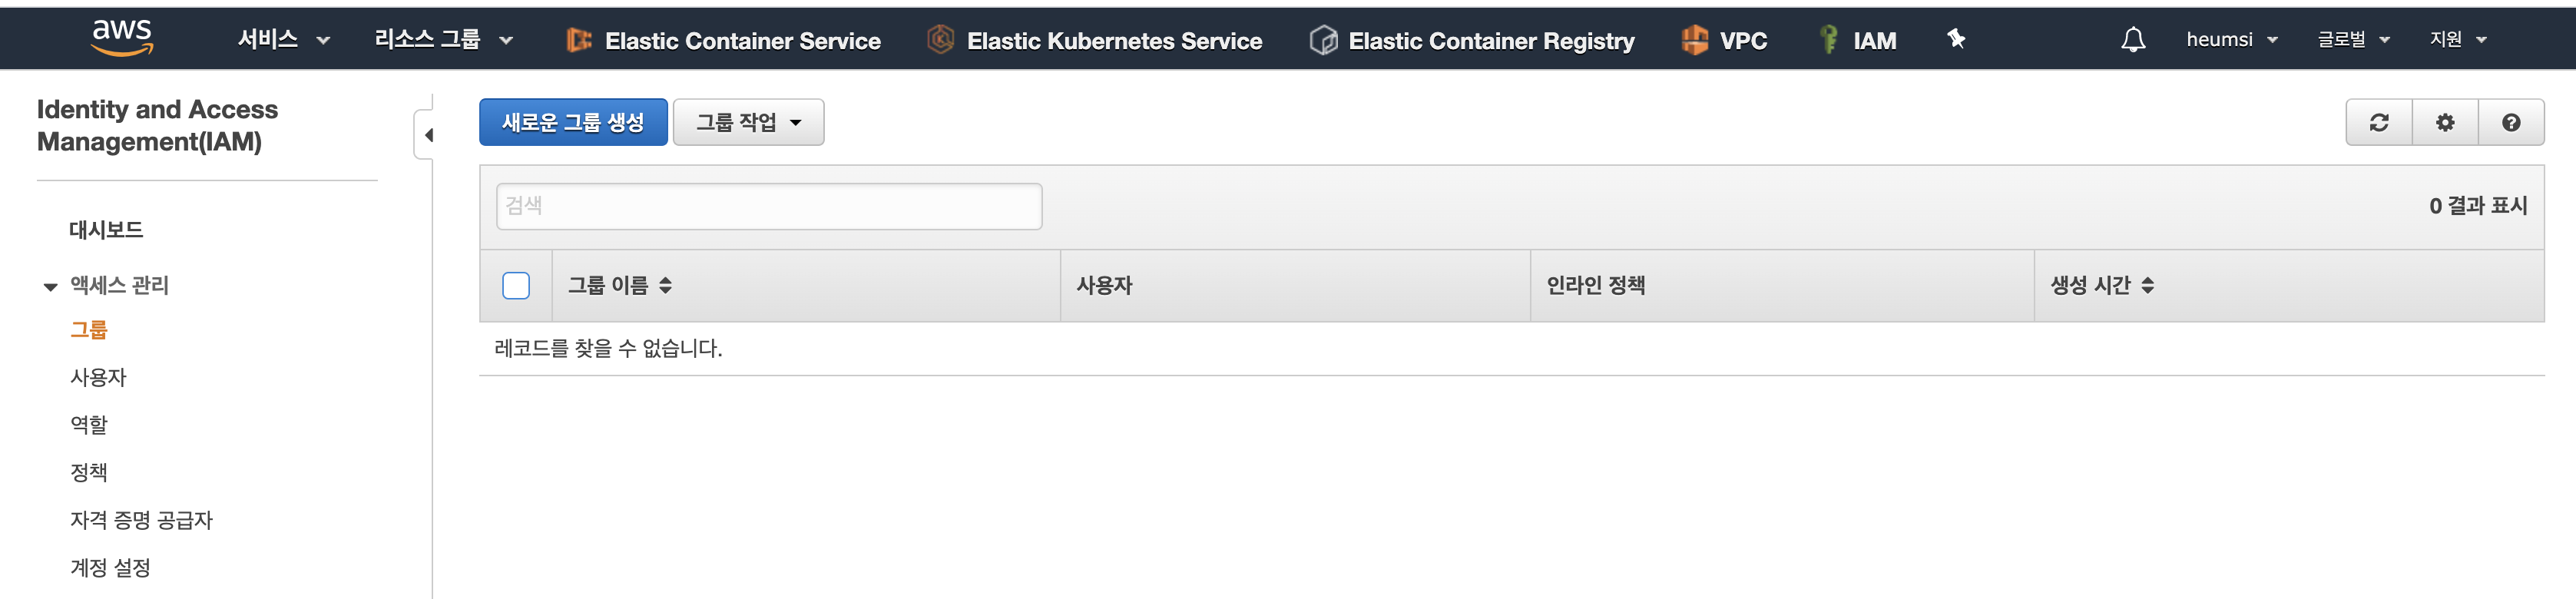 aws 서비스 리소스 그룹 Elastic Container Service Elastic Kubernetes Service Elastic Container Registry VPC IAM heumsi 글로벌 지원
Identity and Access
Management(IAM)
대시보드
액세스 관리
그룹
사용자
역할
정책
자격 증명 공급자
계정 설정
새로운 그룹 생성 그룹 작업
검색 0 결과 표시
그룹 이름 사용자 인라인 정책 생성 시간
레코드를 찾을 수 없습니다.